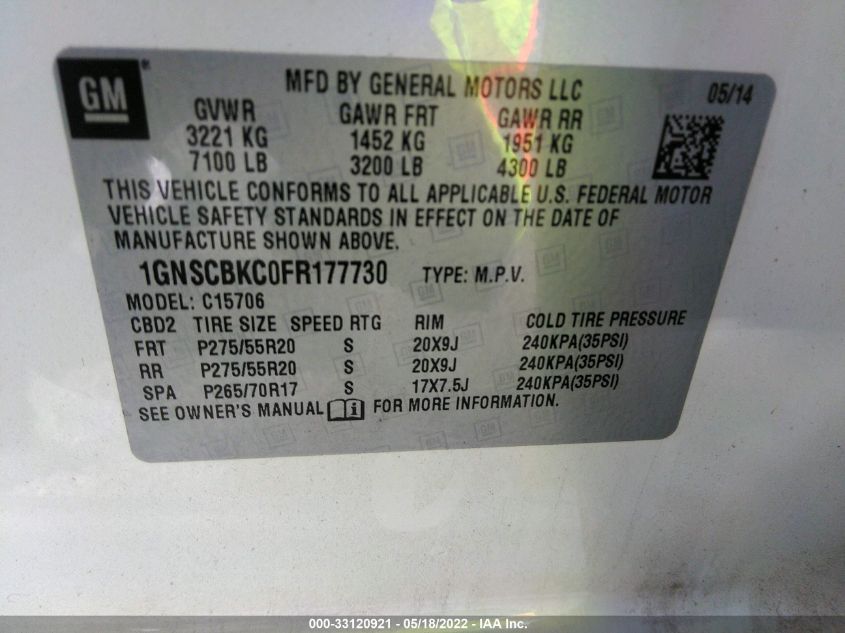 GM
MFD BY GENERAL MOTORS LLC 05/14
GVWR GAWR FRT GAWR RR
3221 KG 1452 KG 1951 KG
7100 LB 3200 LB 4300 LB
THIS VEHICLE CONFORMS TO ALL APPLICABLE U.S. FEDERAL MOTOR
VEHICLE SAFETY STANDARDS IN EFFECT ON THE DATE OF
MANUFACTURE SHOWN ABOVE.
1GNSCBKC0FR177730 TYPE: M.P.V.
MODEL: C15706
CBD2 TIRE SIZE SPEED RTG RIM COLD TIRE PRESSURE
FRT P275/55R20 S 20X9J 240KPA(35PSI)
RR P275/55R20 S 20X9J 240KPA(35PSI)
SPA P265/70R17 S 17X7.5J 240KPA(35PSI)
SEE OWNER'S MANUAL i FOR MORE INFORMATION.
000-33120921 - 05/18/2022 - IAA Inc.